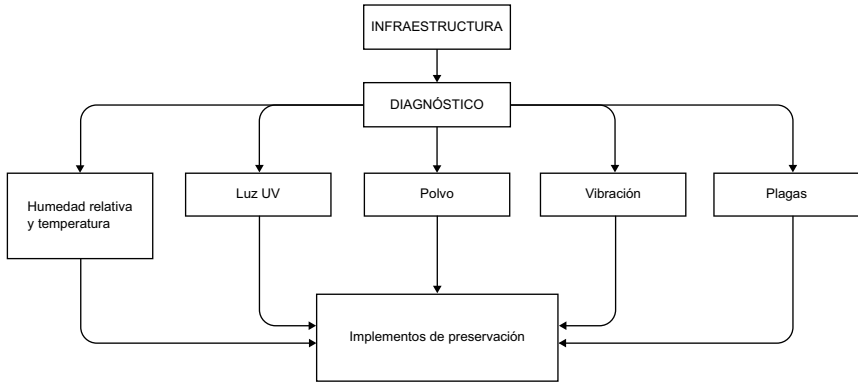 INFRAESTRUCTURA
DIAGNÓSTICO
Humedad relativa
y temperatura
Luz UV
Polvo
Vibración
Plagas
Implementos de preservación